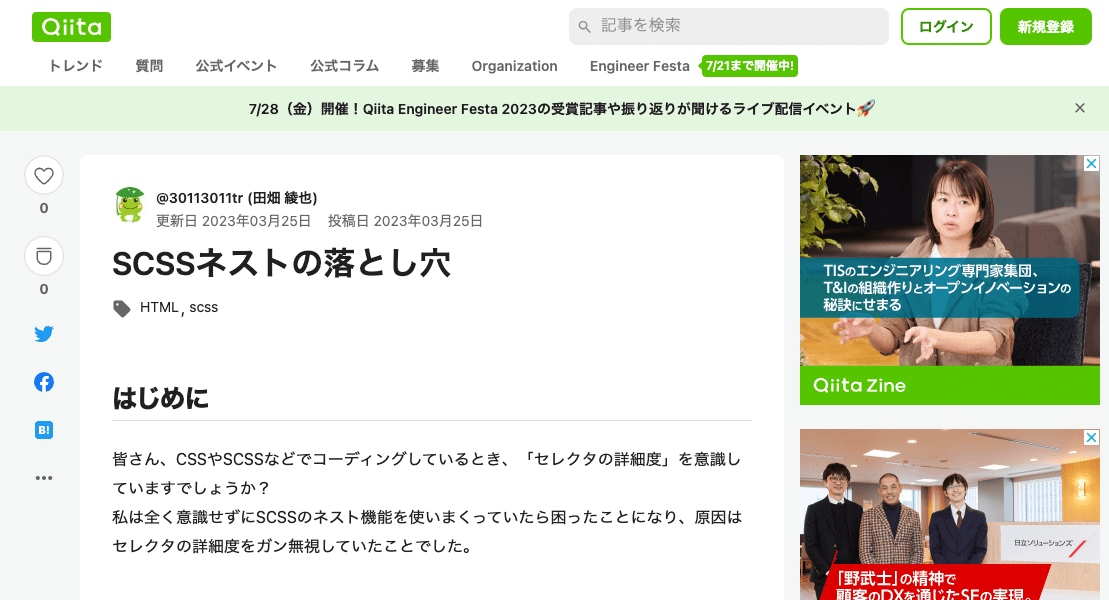 Qiita
記事を検索
ログイン
新規登録
トレンド 質問 公式イベント 公式コラム 募集 Organization Engineer Festa 7/21まで開催中!
7/28（金）開催！Qiita Engineer Festa 2023の受賞記事や振り返りが聞けるライブ配信イベント🚀
0
0
B!
@30113011tr (田畑 綾也)
更新日 2023年03月25日 投稿日 2023年03月25日
SCSSネストの落とし穴
HTML, scss
はじめに
皆さん、CSSやSCSSなどでコーディングしているとき、「セレクタの詳細度」を意識し
ていますでしょうか？
私は全く意識せずにSCSSのネスト機能を使いまくっていたら困ったことになり、原因は
セレクタの詳細度をガン無視していたことでした。
TISのエンジニアリング専門家集団、
T&Iの組織作りとオープンイノベーションの
秘訣にせまる
Qiita Zine
日立ソリューションズ
「野武士」の精神で
顧客のDXを通じたSEの実現。